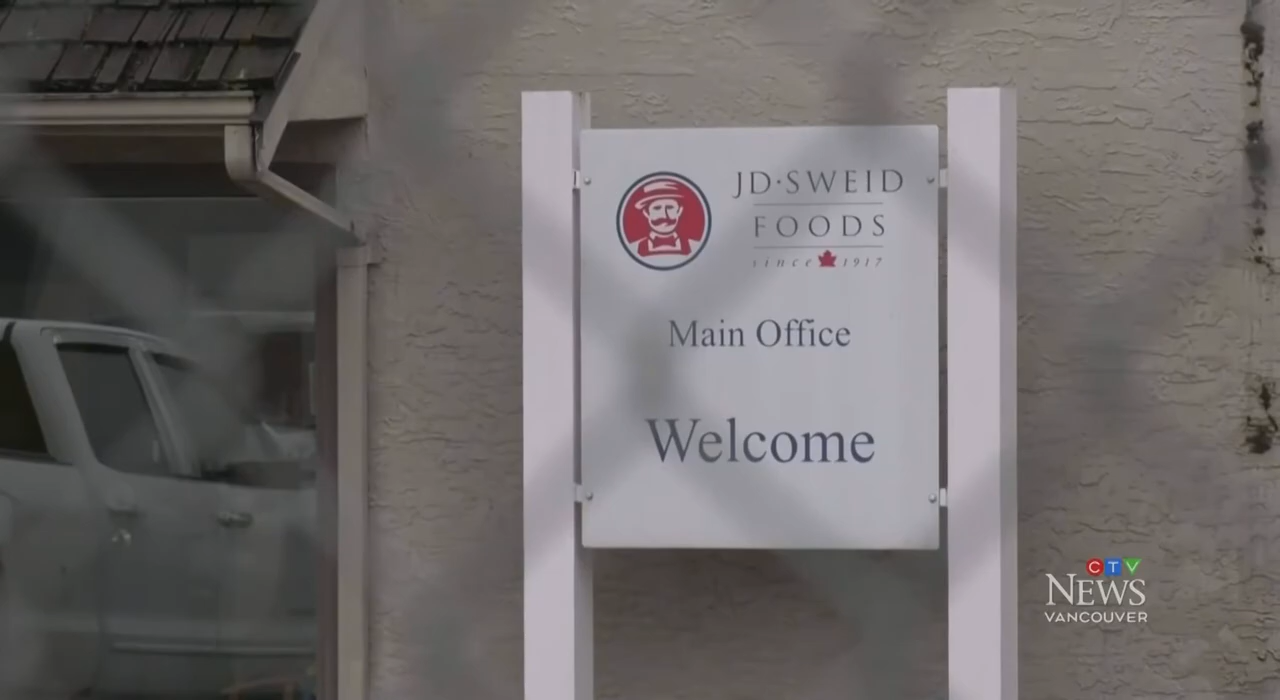 JD·SWEID
FOODS
since 1917
Main Office
Welcome
CTV
NEWS
VANCOUVER